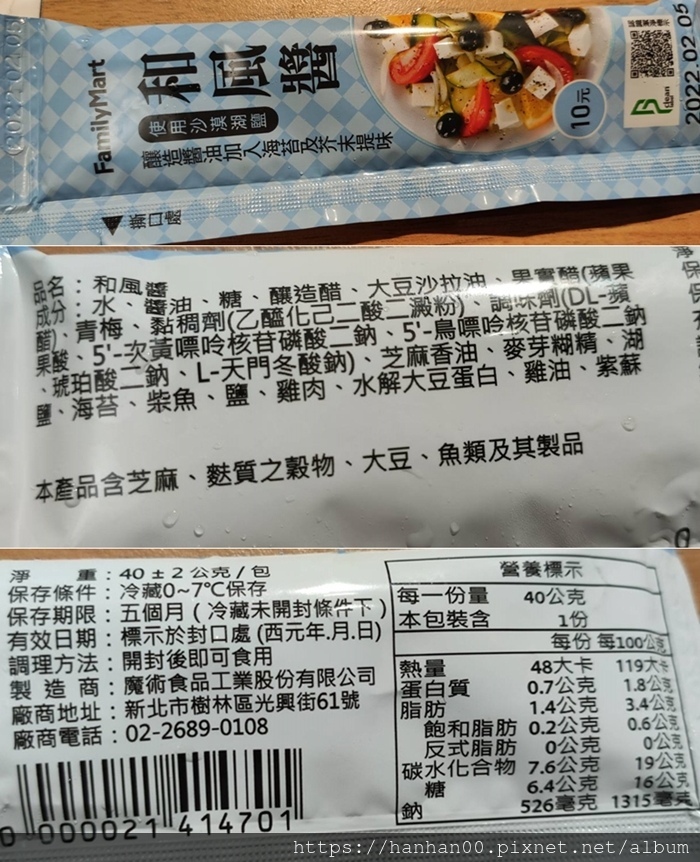 (2022.02.05
FamilyMart
和風醬
使用沙漠湖鹽
釀造醬油加入海苔及芥末提味
撕口處
10元
clean
2022.02.05
品名：和風醬
成分：水、醬油、糖、釀造醋、大豆沙拉油、果實醋(蘋果
醋)、青梅、黏稠劑(乙醯化己二酸二澱粉)、調味劑(DL-蘋
果酸、5'-次黃嘌呤核苷磷酸二鈉、5'-鳥嘌呤核苷磷酸二鈉
、琥珀酸二鈉、L-天門冬酸鈉)、芝麻香油、麥芽糊精、湖
鹽、海苔、柴魚、鹽、雞肉、水解大豆蛋白、雞油、紫蘇
本產品含芝麻、麩質之穀物、大豆、魚類及其製品
淨
保
保
淨重：40±2公克/包
保存條件：冷藏0~7℃保存
保存期限：五個月(冷藏未開封條件下)
有效日期：標示於封口處(西元年.月.日)
調理方法：開封後即可食用
製造商：魔術食品工業股份有限公司
廠商地址：新北市樹林區光興街61號
廠商電話：02-2689-0108
0 000021 414701
營養標示
每一份量 40公克
本包裝含 1份
每份 每100公克
熱量 48大卡 119大卡
蛋白質 0.7公克 1.8公克
脂肪 1.4公克 3.4公克
飽和脂肪 0.2公克 0.6公克
反式脂肪 0公克 0公克
碳水化合物 7.6公克 19公克
糖 6.4公克 16公克
鈉 526毫克 1315毫克
https://hanhan00.pixnet.net/album